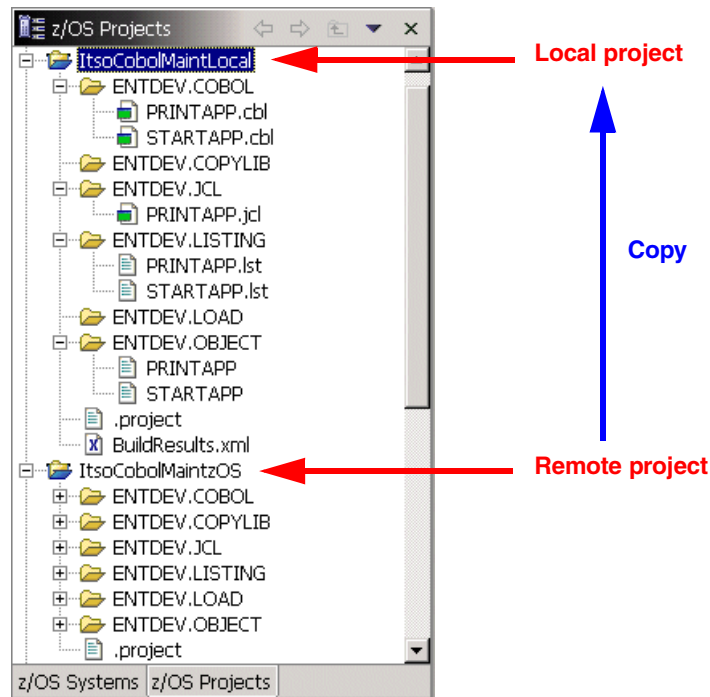 z/OS Projects
ItsoCobolMaintLocal
Local project
ENTDEV.COBOL
PRINTAPP.cbl
STARTAPP.cbl
ENTDEV.COPYLIB
ENTDEV.JCL
PRINTAPP.jcl
Copy
ENTDEV.LISTING
PRINTAPP.lst
STARTAPP.lst
ENTDEV.LOAD
ENTDEV.OBJECT
PRINTAPP
STARTAPP
.project
BuildResults.xml
ItsoCobolMaintzOS
Remote project
ENTDEV.COBOL
ENTDEV.COPYLIB
ENTDEV.JCL
ENTDEV.LISTING
ENTDEV.LOAD
ENTDEV.OBJECT
.project
z/OS Systems z/OS Projects